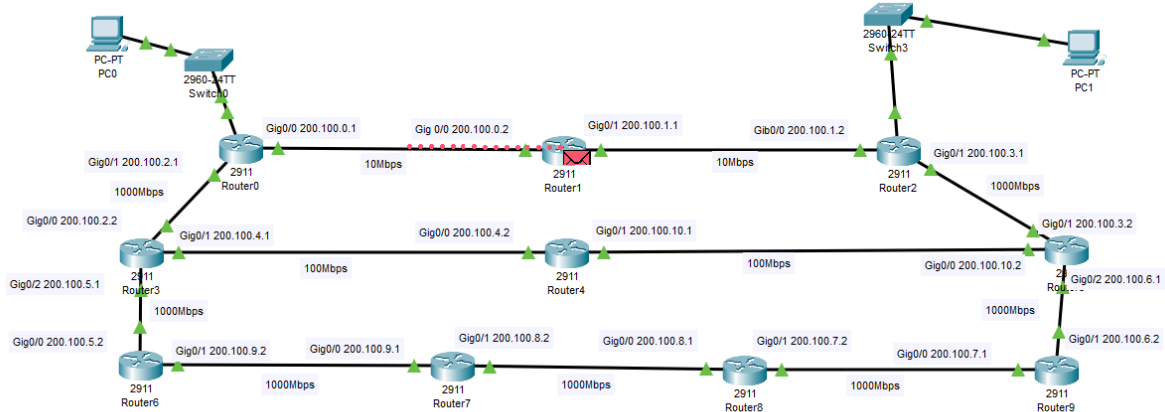 PC-PT
PC0
2960-24TT
Switch0
2960-24TT
Switch3
PC-PT
PC1
Gig0/0 200.100.0.1
Gig 0/0 200.100.0.2
Gig0/1 200.100.1.1
Gib0/0 200.100.1.2
2911
Router0
10Mbps
2911
Router1
10Mbps
2911
Router2
Gig0/1 200.100.2.1
Gig0/1 200.100.3.1
1000Mbps
1000Mbps
Gig0/0 200.100.2.2
Gig0/1 200.100.3.2
Gig0/1 200.100.4.1
Gig0/0 200.100.4.2
Gig0/1 200.100.10.1
Gig0/0 200.100.10.2
2911
Router3
100Mbps
2911
Router4
100Mbps
Gig0/2 200.100.5.1
Gig0/2 200.100.6.1
1000Mbps
1000Mbps
Gig0/0 200.100.5.2
Gig0/1 200.100.9.2
Gig0/0 200.100.9.1
Gig0/1 200.100.8.2
Gig0/0 200.100.8.1
Gig0/1 200.100.7.2
Gig0/0 200.100.7.1
Gig0/1 200.100.6.2
2911
Router6
1000Mbps
2911
Router7
1000Mbps
2911
Router8
1000Mbps
2911
Router9